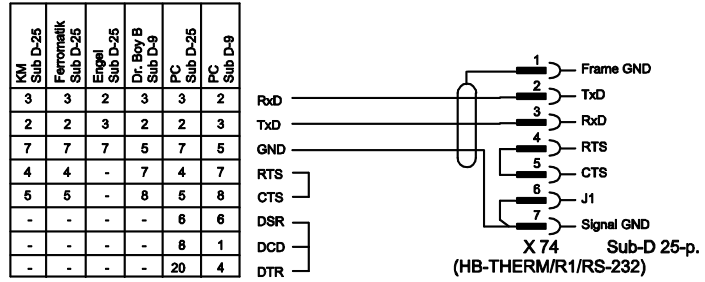 KM Sub D-25 Ferromatik Sub D-25 Engel Sub D-25 Dr. Boy B Sub D-9 PC Sub D-25 PC Sub D-9
3 3 2 3 3 2 RxD
2 2 3 2 2 3 TxD
7 7 7 5 7 5 GND
4 4 - 7 4 7 RTS
5 5 - 8 5 8 CTS
- - - - 6 6 DSR
- - - - 8 1 DCD
- - - - 20 4 DTR
1 Frame GND
2 TxD
3 RxD
4 RTS
5 CTS
6 J1
7 Signal GND
X 74 Sub-D 25-p.
(HB-THERM/R1/RS-232)